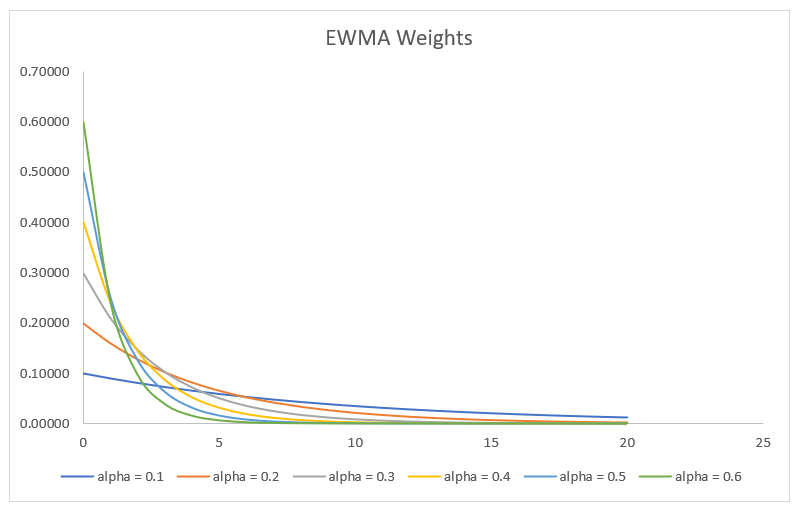 EWMA Weights
0.70000
0.60000
0.50000
0.40000
0.30000
0.20000
0.10000
0.00000
0 5 10 15 20 25
alpha = 0.1 alpha = 0.2 alpha = 0.3 alpha = 0.4 alpha = 0.5 alpha = 0.6